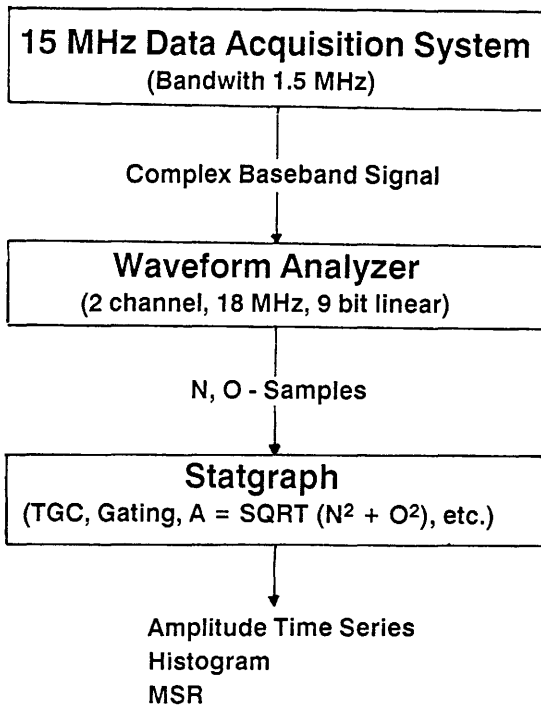 15 MHz Data Acquisition System
(Bandwith 1.5 MHz)
Complex Baseband Signal
Waveform Analyzer
(2 channel, 18 MHz, 9 bit linear)
N, O - Samples
Statgraph
(TGC, Gating, A = SQRT (N² + O²), etc.)
Amplitude Time Series
Histogram
MSR